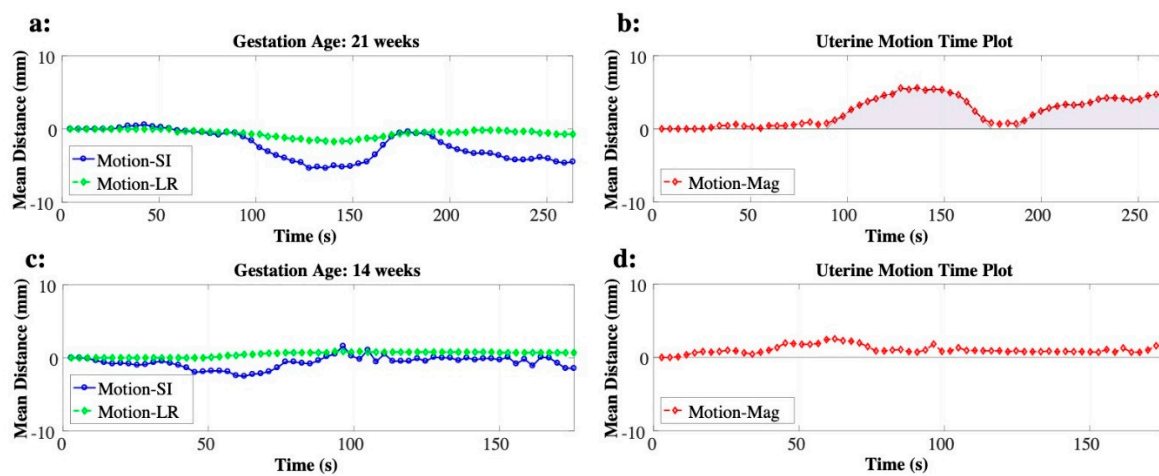 a:
Gestation Age: 21 weeks
10
0
-10
Mean Distance (mm)
Motion-SI
Motion-LR
0 50 100 150 200 250
Time (s)
b:
Uterine Motion Time Plot
10
0
-10
Mean Distance (mm)
Motion-Mag
0 50 100 150 200 250
Time (s)
c:
Gestation Age: 14 weeks
10
0
-10
Mean Distance (mm)
Motion-SI
Motion-LR
0 50 100 150
Time (s)
d:
Uterine Motion Time Plot
10
0
-10
Mean Distance (mm)
Motion-Mag
0 50 100 150
Time (s)